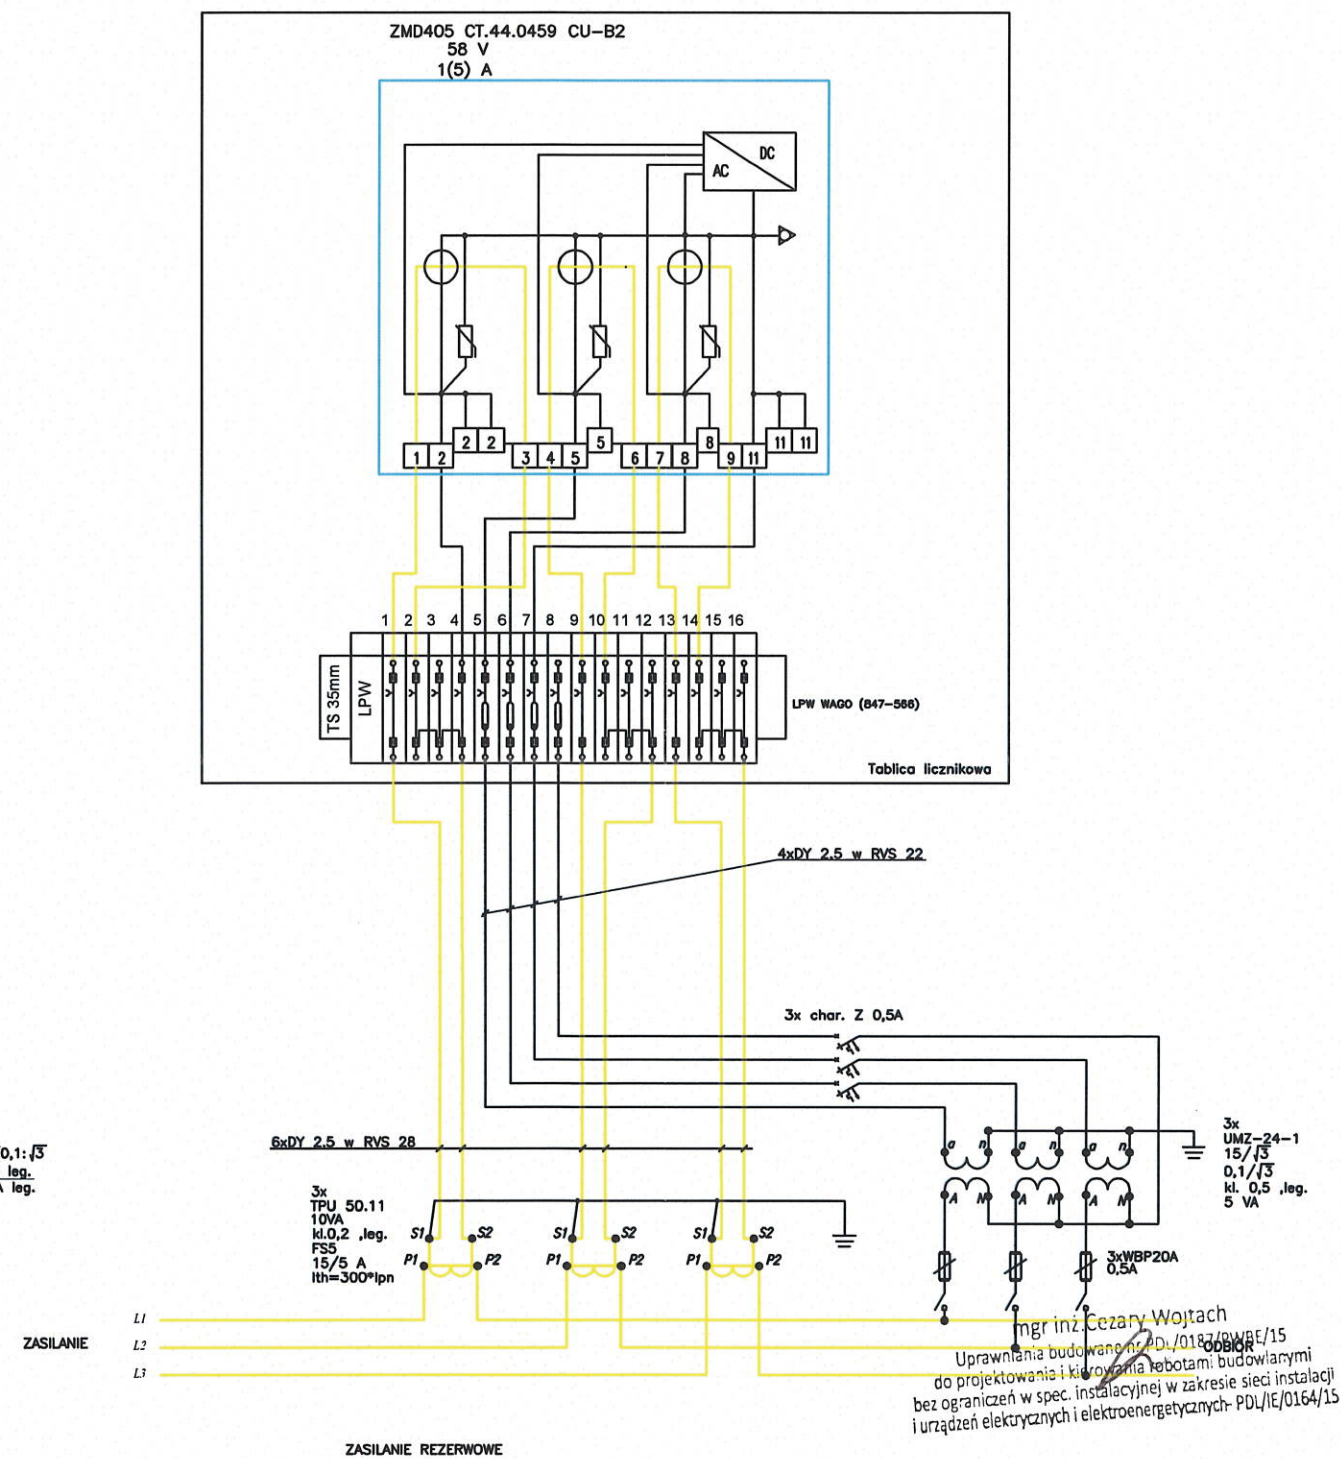 ZMD405 CT.44.0459 CU-B2
58 V
1(5) A
DC
AC
2 2 5 8 11 11
1 2 3 4 5 6 7 8 9 11
1 2 3 4 5 6 7 8 9 10 11 12 13 14 15 16
TS 35mm
LPW
LPW WAGO (847-566)
Tablica licznikowa
4xDY 2.5 w RVS 22
3x char. Z 0,5A
0,1:√3
leg.
leg.
6xDY 2.5 w RVS 28
3x
TPU 50.11
10VA
kl.0,2 ,leg.
FS5
15/5 A
Ith=300*Ipn
S1 S2 S1 S2 S1 S2
P1 P2 P1 P2 P1 P2
a n a n a n
A N A N A N
3x
UMZ-24-1
15/√3
0,1/√3
kl. 0,5 ,leg.
5 VA
3xWBP20A
0,5A
L1
ZASILANIE L2 ODBIÓR
L3
mgr inż. Cezary Wojtach
Uprawnienia budowlane nr PDL/0187/PWBE/15
do projektowania i kierowania robotami budowlanymi
bez ograniczeń w spec. instalacyjnej w zakresie sieci instalacji
i urządzeń elektrycznych i elektroenergetycznych- PDL/IE/0164/15
ZASILANIE REZERWOWE